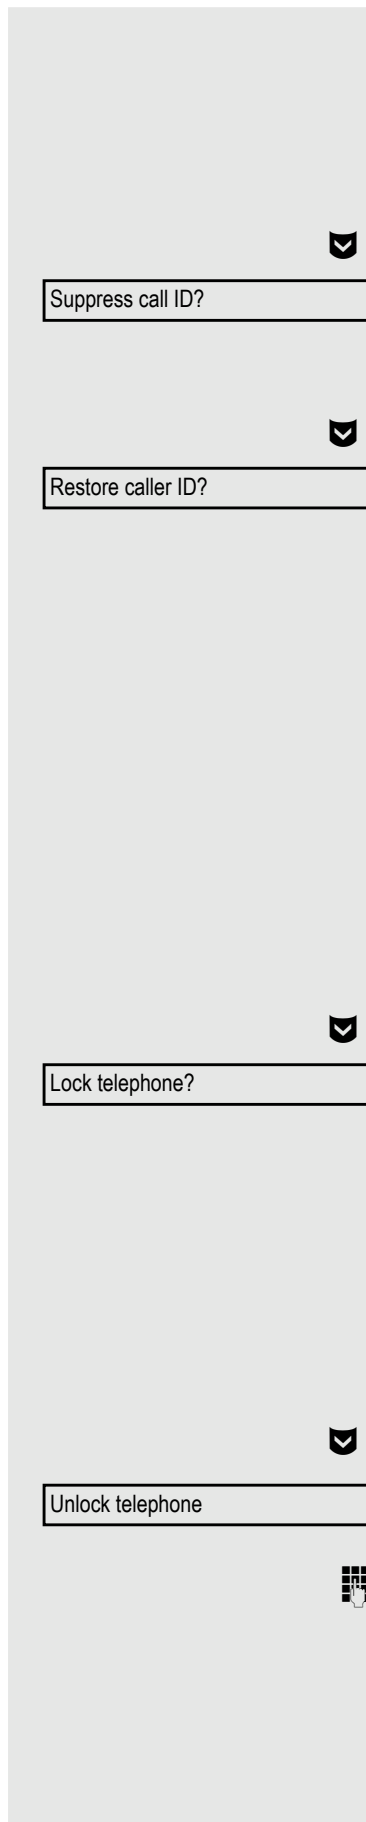 Suppress call ID?
Restore caller ID?
Lock telephone?
Unlock telephone